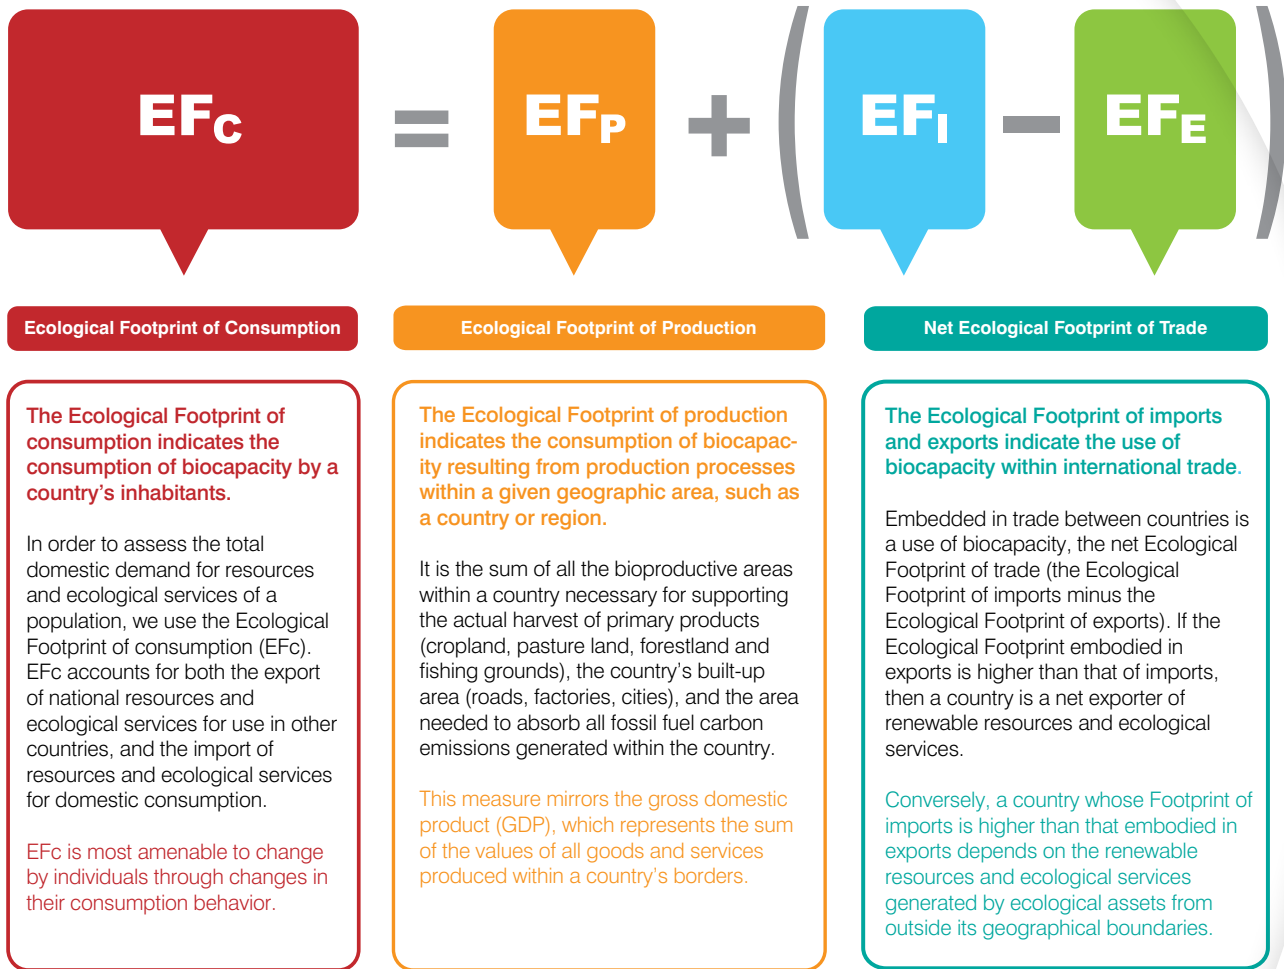 EFC = EFP + (EFI − EFE)
Ecological Footprint of Consumption
The Ecological Footprint of
consumption indicates the
consumption of biocapacity by a
country's inhabitants.
In order to assess the total
domestic demand for resources
and ecological services of a
population, we use the Ecological
Footprint of consumption (EFc).
EFc accounts for both the export
of national resources and
ecological services for use in other
countries, and the import of
resources and ecological services
for domestic consumption.
EFc is most amenable to change
by individuals through changes in
their consumption behavior.
Ecological Footprint of Production
The Ecological Footprint of production
indicates the consumption of biocapac-
ity resulting from production processes
within a given geographic area, such as
a country or region.
It is the sum of all the bioproductive areas
within a country necessary for supporting
the actual harvest of primary products
(cropland, pasture land, forestland and
fishing grounds), the country's built-up
area (roads, factories, cities), and the area
needed to absorb all fossil fuel carbon
emissions generated within the country.
This measure mirrors the gross domestic
product (GDP), which represents the sum
of the values of all goods and services
produced within a country's borders.
Net Ecological Footprint of Trade
The Ecological Footprint of imports
and exports indicate the use of
biocapacity within international trade.
Embedded in trade between countries is
a use of biocapacity, the net Ecological
Footprint of trade (the Ecological
Footprint of imports minus the
Ecological Footprint of exports). If the
Ecological Footprint embodied in
exports is higher than that of imports,
then a country is a net exporter of
renewable resources and ecological
services.
Conversely, a country whose Footprint of
imports is higher than that embodied in
exports depends on the renewable
resources and ecological services
generated by ecological assets from
outside its geographical boundaries.